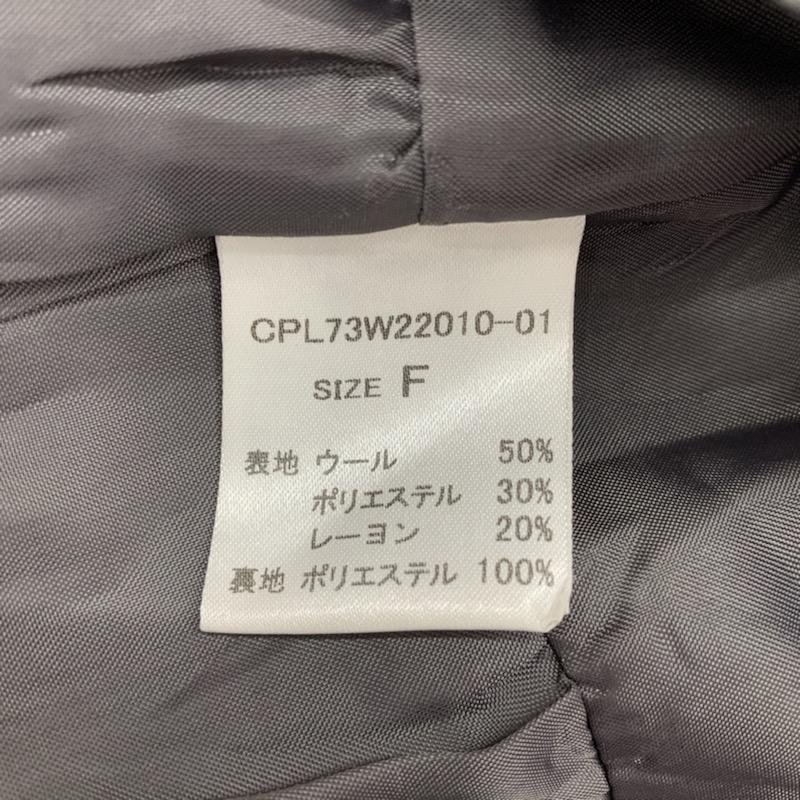 CPL73W22010-01
SIZE F
表地 ウール 50%
ポリエステル 30%
レーヨン 20%
裏地 ポリエステル 100%